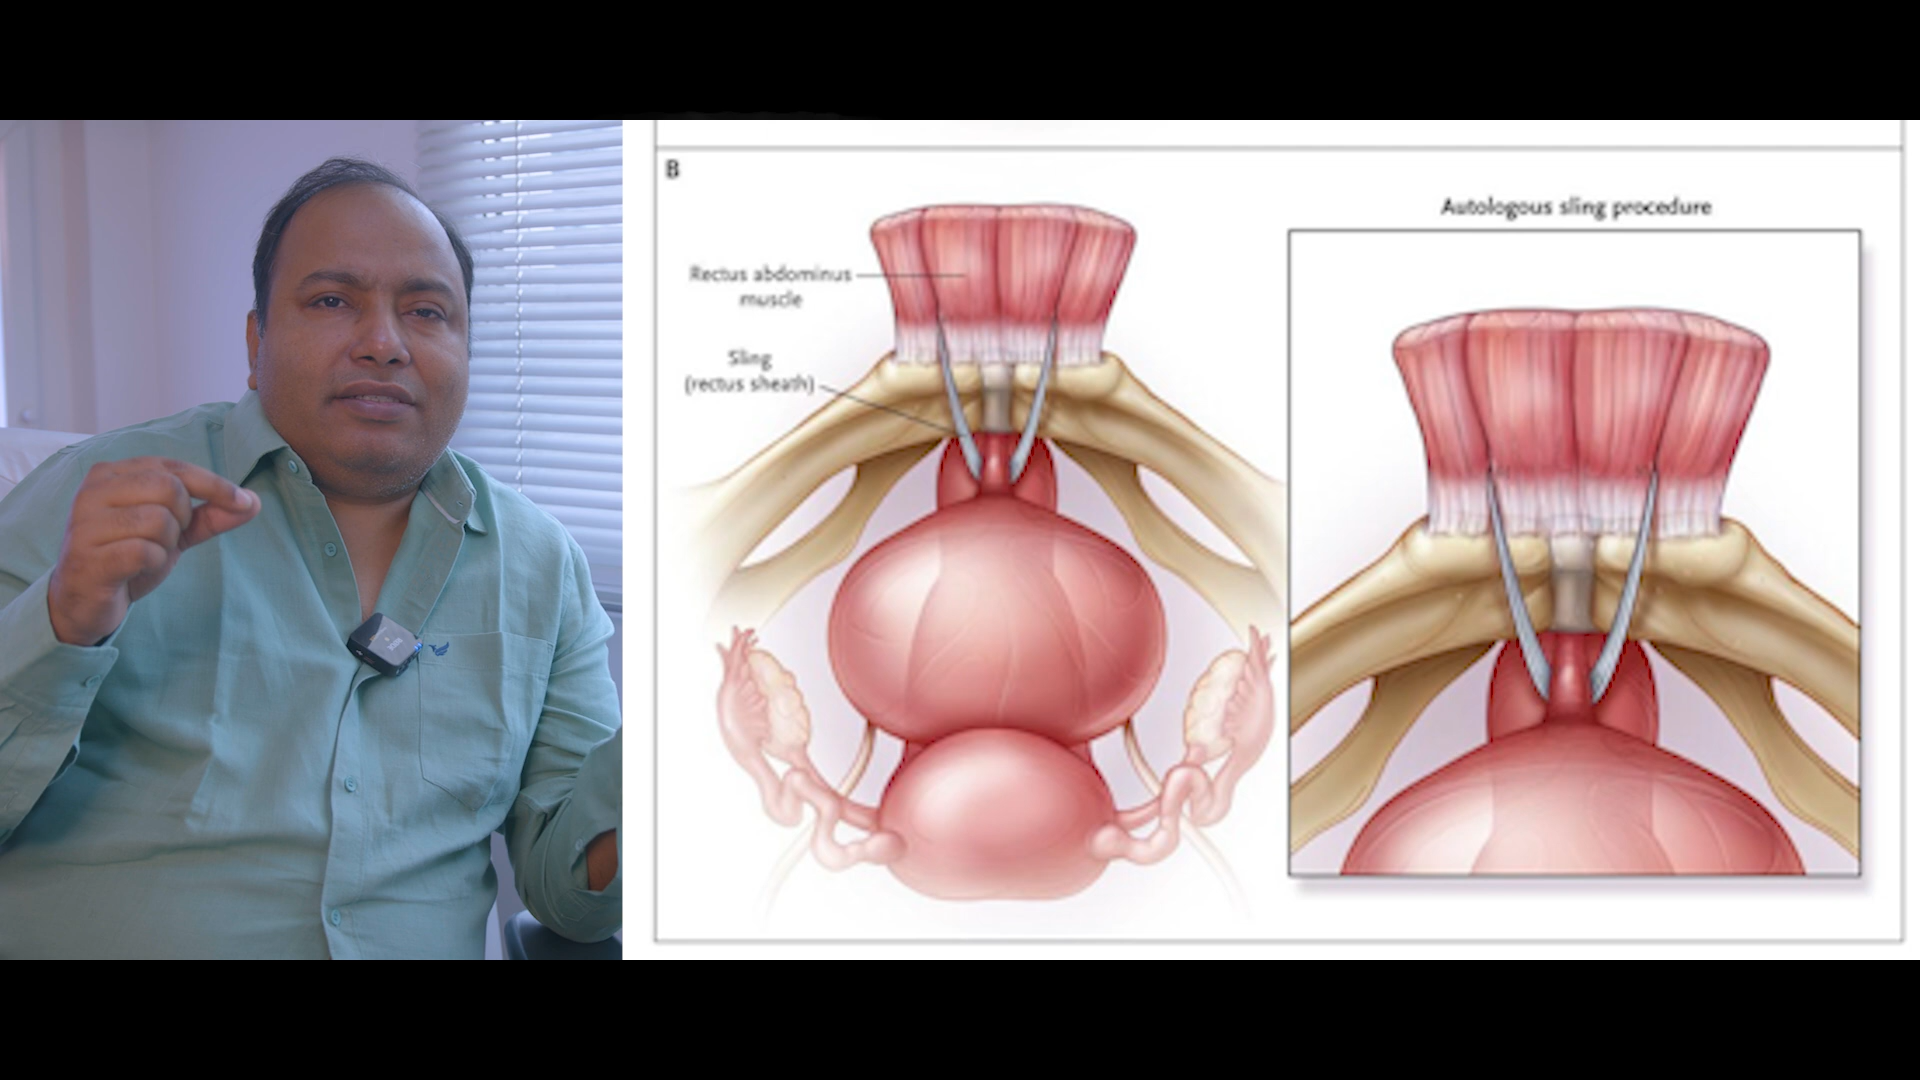 B
Autologous sling procedure
Rectus abdominus
muscle
Sling
(rectus sheath)